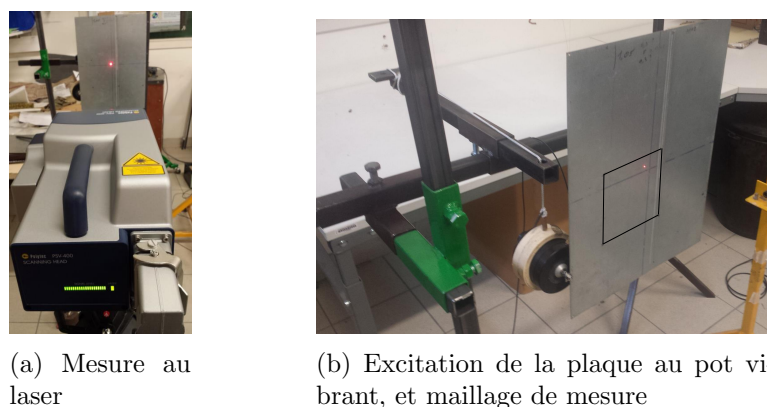 (a) Mesure au
laser
(b) Excitation de la plaque au pot vi-
brant, et maillage de mesure